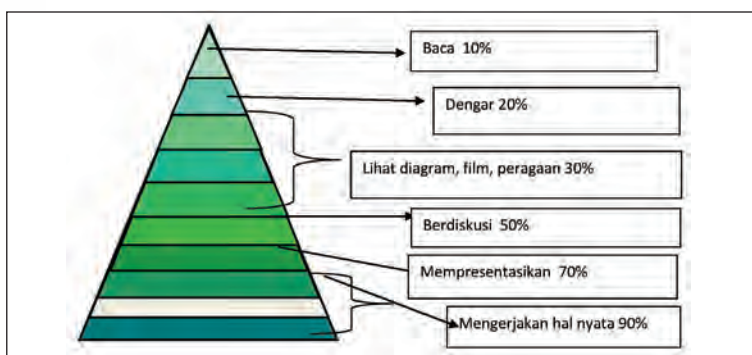 Baca 10%
Dengar 20%
Lihat diagram, film, peragaan 30%
Berdiskusi 50%
Mempresentasikan 70%
Mengerjakan hal nyata 90%